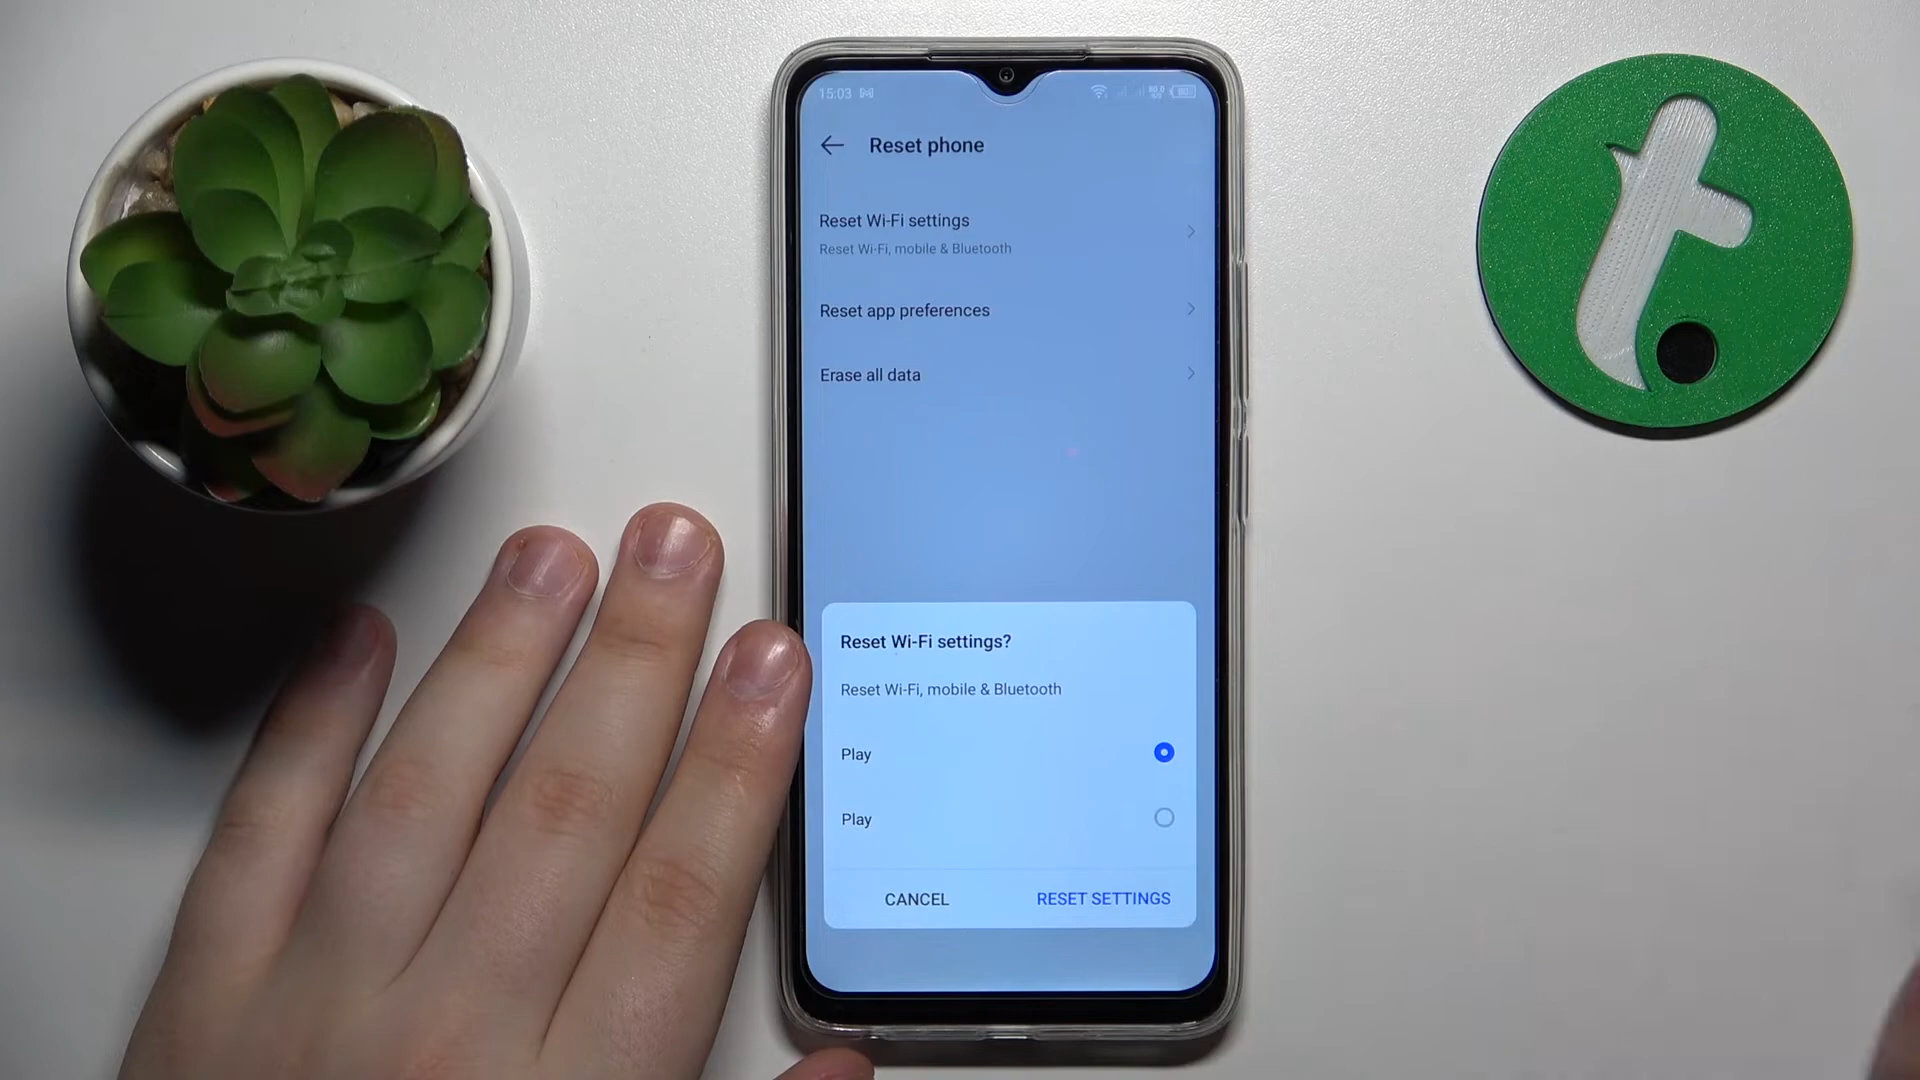 15:03
Reset phone
Reset Wi-Fi settings
Reset Wi-Fi, mobile & Bluetooth
Reset app preferences
Erase all data
Reset Wi-Fi settings?
Reset Wi-Fi, mobile & Bluetooth
Play
Play
CANCEL
RESET SETTINGS
t.